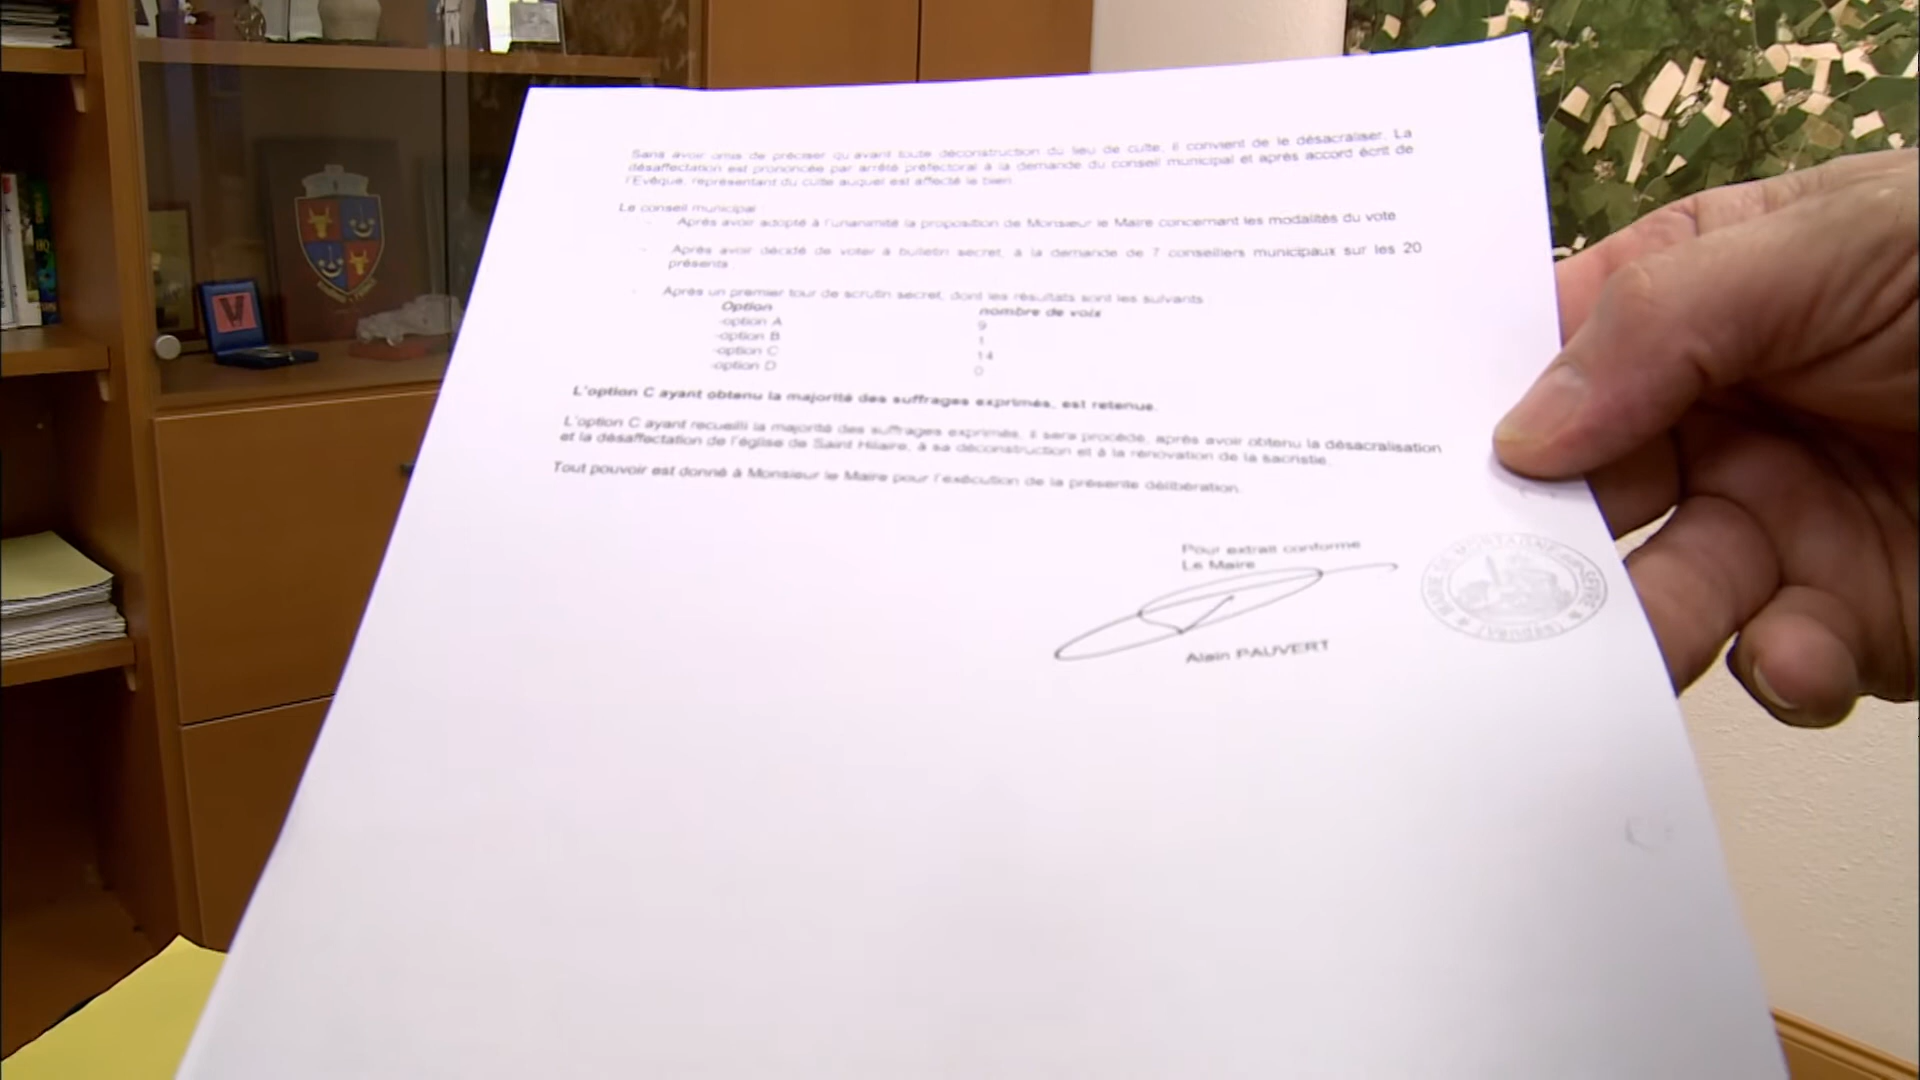 Sans avoir omis de préciser qu'avant toute déconstruction du lieu de culte, il convient de le désacraliser. La
désaffectation est prononcée par arrêté préfectoral à la demande du conseil municipal et après accord écrit de
l'Evêque, représentant du culte auquel est affecté le bien.
Le conseil municipal
- Après avoir adopté à l'unanimité la proposition de Monsieur le Maire concernant les modalités du vote
- Après avoir décidé de voter à bulletin secret, à la demande de 7 conseillers municipaux sur les 20
présents
- Après un premier tour de scrutin secret, dont les résultats sont les suivants
Option nombre de voix
-option A 9
-option B 1
-option C 14
-option D 0
L'option C ayant obtenu la majorité des suffrages exprimés, est retenue.
L'option C ayant recueilli la majorité des suffrages exprimés, il sera procédé, après avoir obtenu la désacralisation
et la désaffectation de l'église de Saint Hilaire, à sa déconstruction et à la rénovation de la sacristie.
Tout pouvoir est donné à Monsieur le Maire pour l'exécution de la présente délibération.
Pour extrait conforme
Le Maire
Alain PAUVERT
MAIRIE DE MORTAGNE-sur-SEVRE
(VENDEE)
V